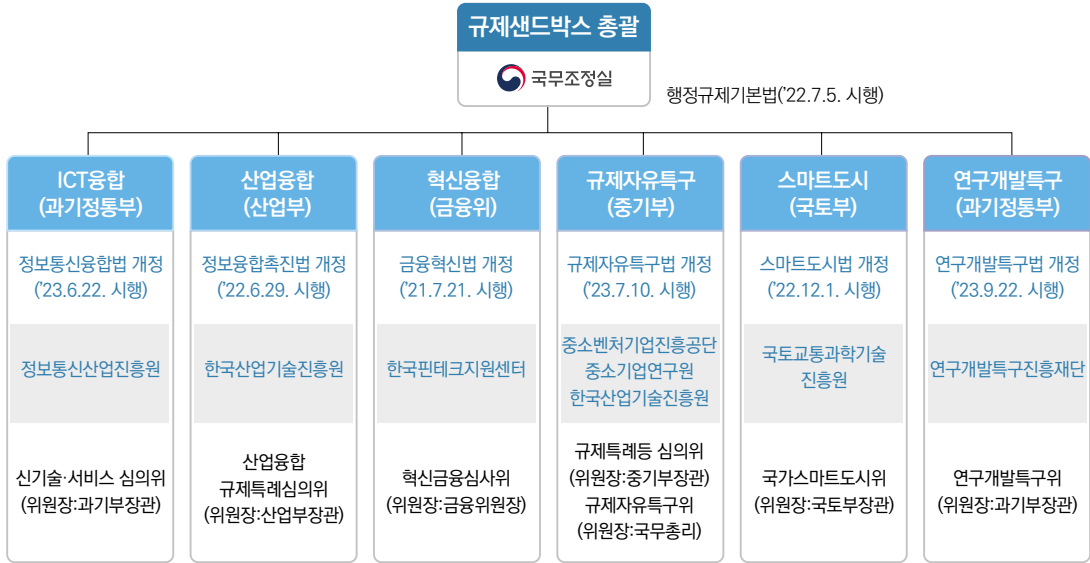 규제샌드박스 총괄
국무조정실
행정규제기본법('22.7.5. 시행)
ICT융합
(과기정통부)
정보통신융합법 개정
('23.6.22. 시행)
정보통신산업진흥원
신기술·서비스 심의위
(위원장:과기부장관)
산업융합
(산업부)
정보융합촉진법 개정
('22.6.29. 시행)
한국산업기술진흥원
산업융합
규제특례심의위
(위원장:산업부장관)
혁신융합
(금융위)
금융혁신법 개정
('21.7.21. 시행)
한국핀테크지원센터
혁신금융심사위
(위원장:금융위원장)
규제자유특구
(중기부)
규제자유특구법 개정
('23.7.10. 시행)
중소벤처기업진흥공단
중소기업연구원
한국산업기술진흥원
규제특례등 심의위
(위원장:중기부장관)
규제자유특구위
(위원장:국무총리)
스마트도시
(국토부)
스마트도시법 개정
('22.12.1. 시행)
국토교통과학기술
진흥원
국가스마트도시위
(위원장:국토부장관)
연구개발특구
(과기정통부)
연구개발특구법 개정
('23.9.22. 시행)
연구개발특구진흥재단
연구개발특구위
(위원장:과기부장관)